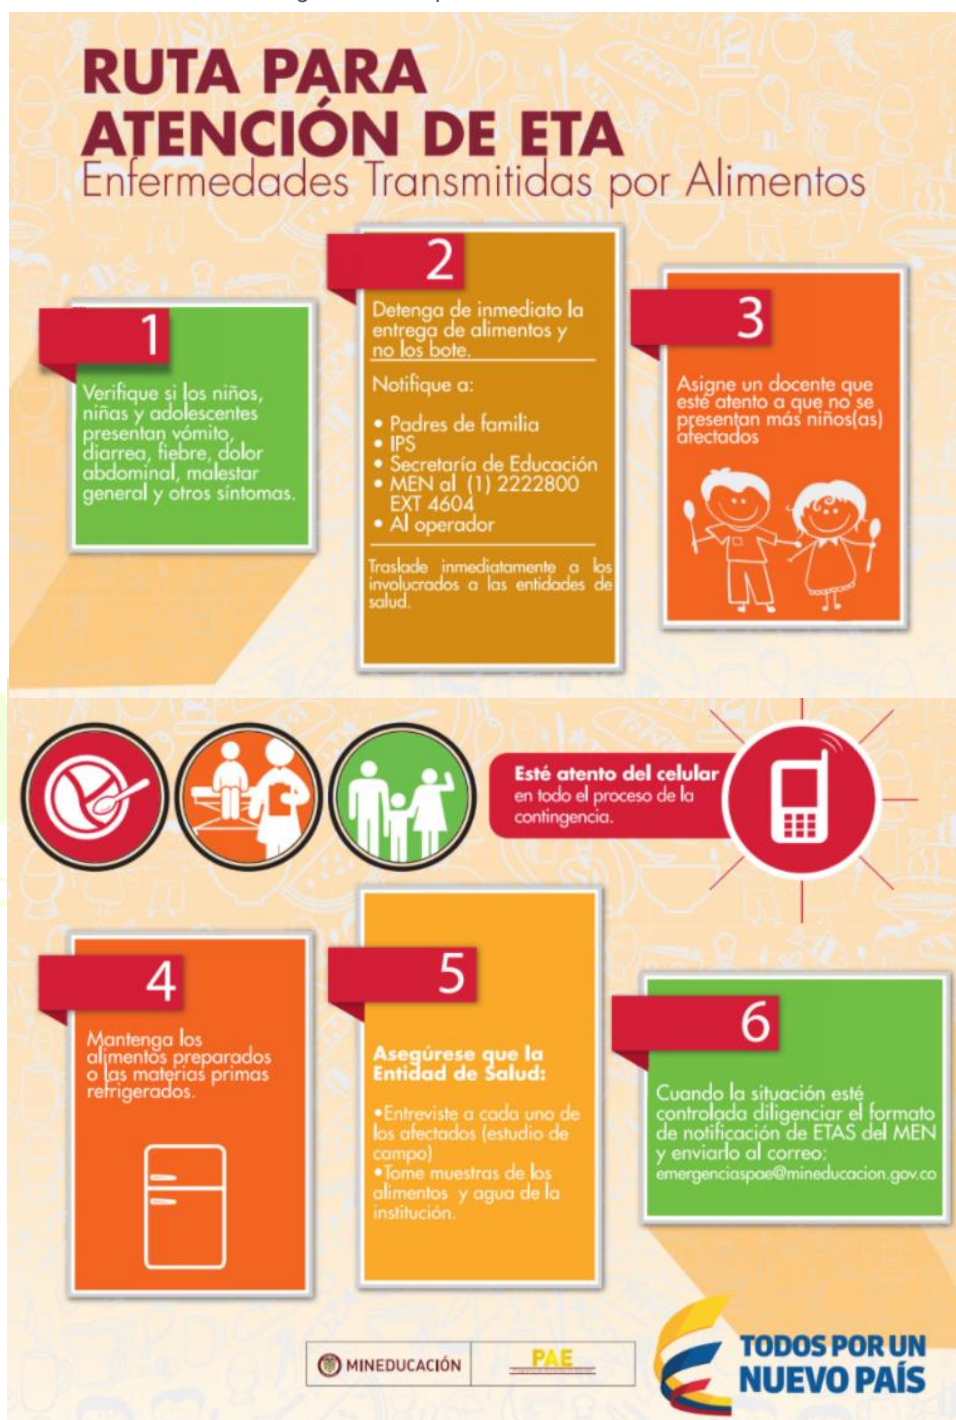 RUTA PARA
ATENCIÓN DE ETA
Enfermedades Transmitidas por Alimentos
1
Verifique si los niños,
niñas y adolescentes
presentan vómito,
diarrea, fiebre, dolor
abdominal, malestar
general y otros síntomas.
2
Detenga de inmediato la
entrega de alimentos y
no los bote.
Notifique a:
• Padres de familia
• IPS
• Secretaría de Educación
• MEN al (1) 2222800
EXT 4604
• Al operador
Traslade inmediatamente a los
involucrados a las entidades de
salud.
3
Asigne un docente que
esté atento a que no se
presentan más niños(as)
afectados
Esté atento del celular
en todo el proceso de la
contingencia.
4
Mantenga los
alimentos preparados
o las materias primas
refrigerados.
5
Asegúrese que la
Entidad de Salud:
•Entreviste a cada uno de
los afectados (estudio de
campo)
•Tome muestras de los
alimentos y agua de la
institución.
6
Cuando la situación esté
controlada diligenciar el formato
de notificación de ETAS del MEN
y enviarlo al correo:
emergenciaspae@mineducacion.gov.co
MINEDUCACIÓN
PAE
TODOS POR UN
NUEVO PAÍS